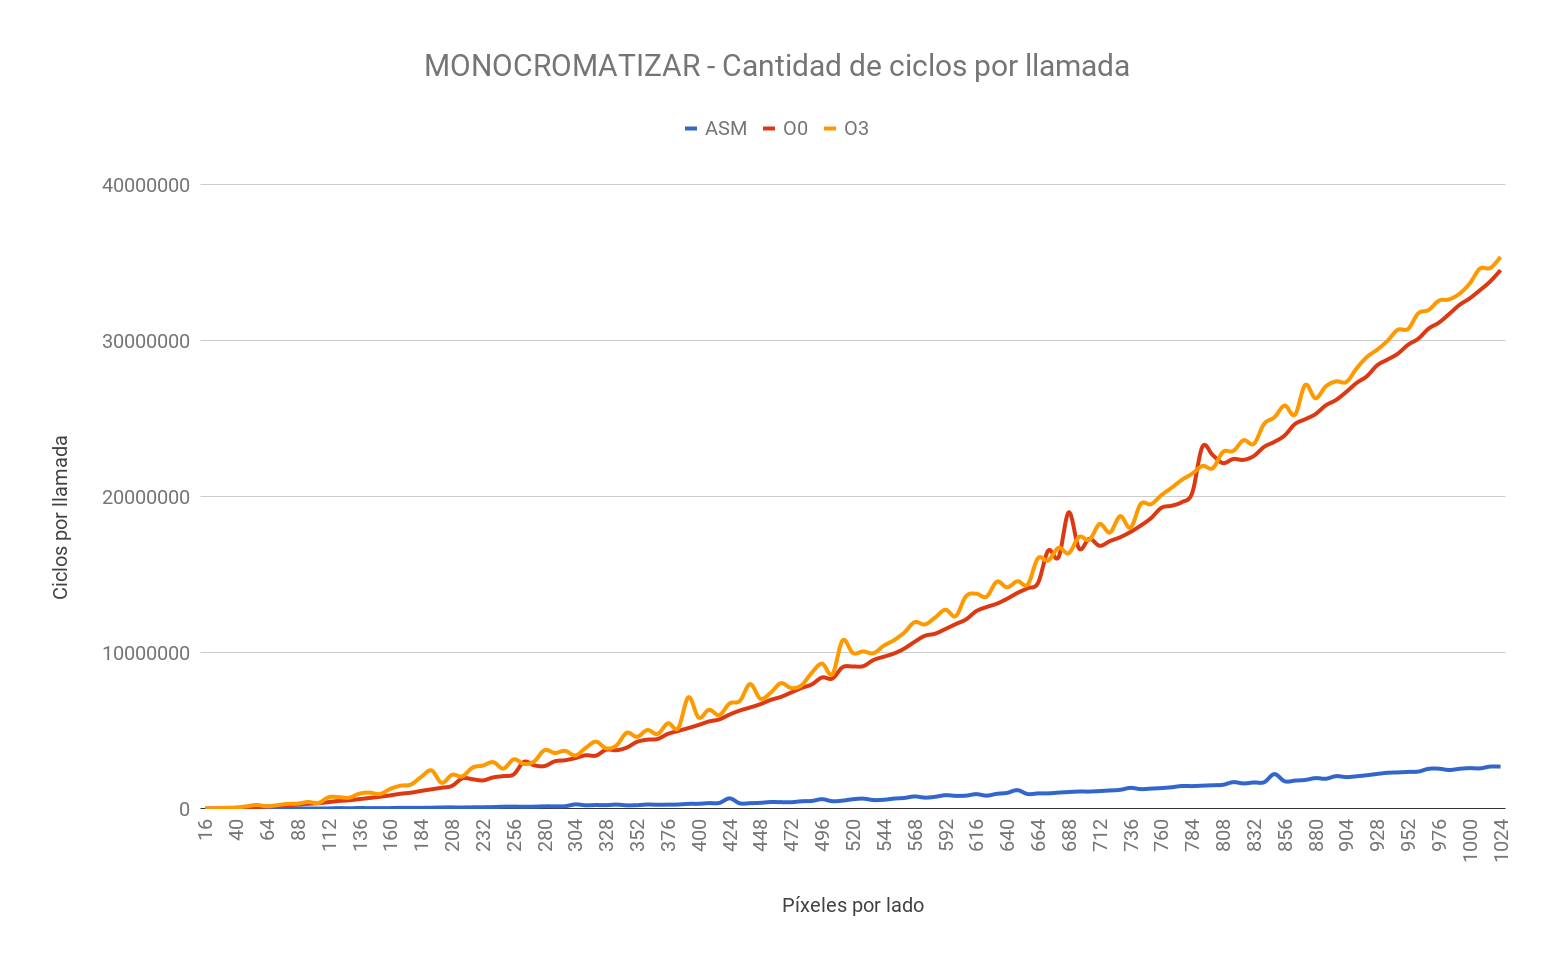 MONOCROMATIZAR - Cantidad de ciclos por llamada
ASM O0 O3
40000000
30000000
20000000
10000000
0
Ciclos por llamada
16 40 64 88 112 136 160 184 208 232 256 280 304 328 352 376 400 424 448 472 496 520 544 568 592 616 640 664 688 712 736 760 784 808 832 856 880 904 928 952 976 1000 1024
Píxeles por lado